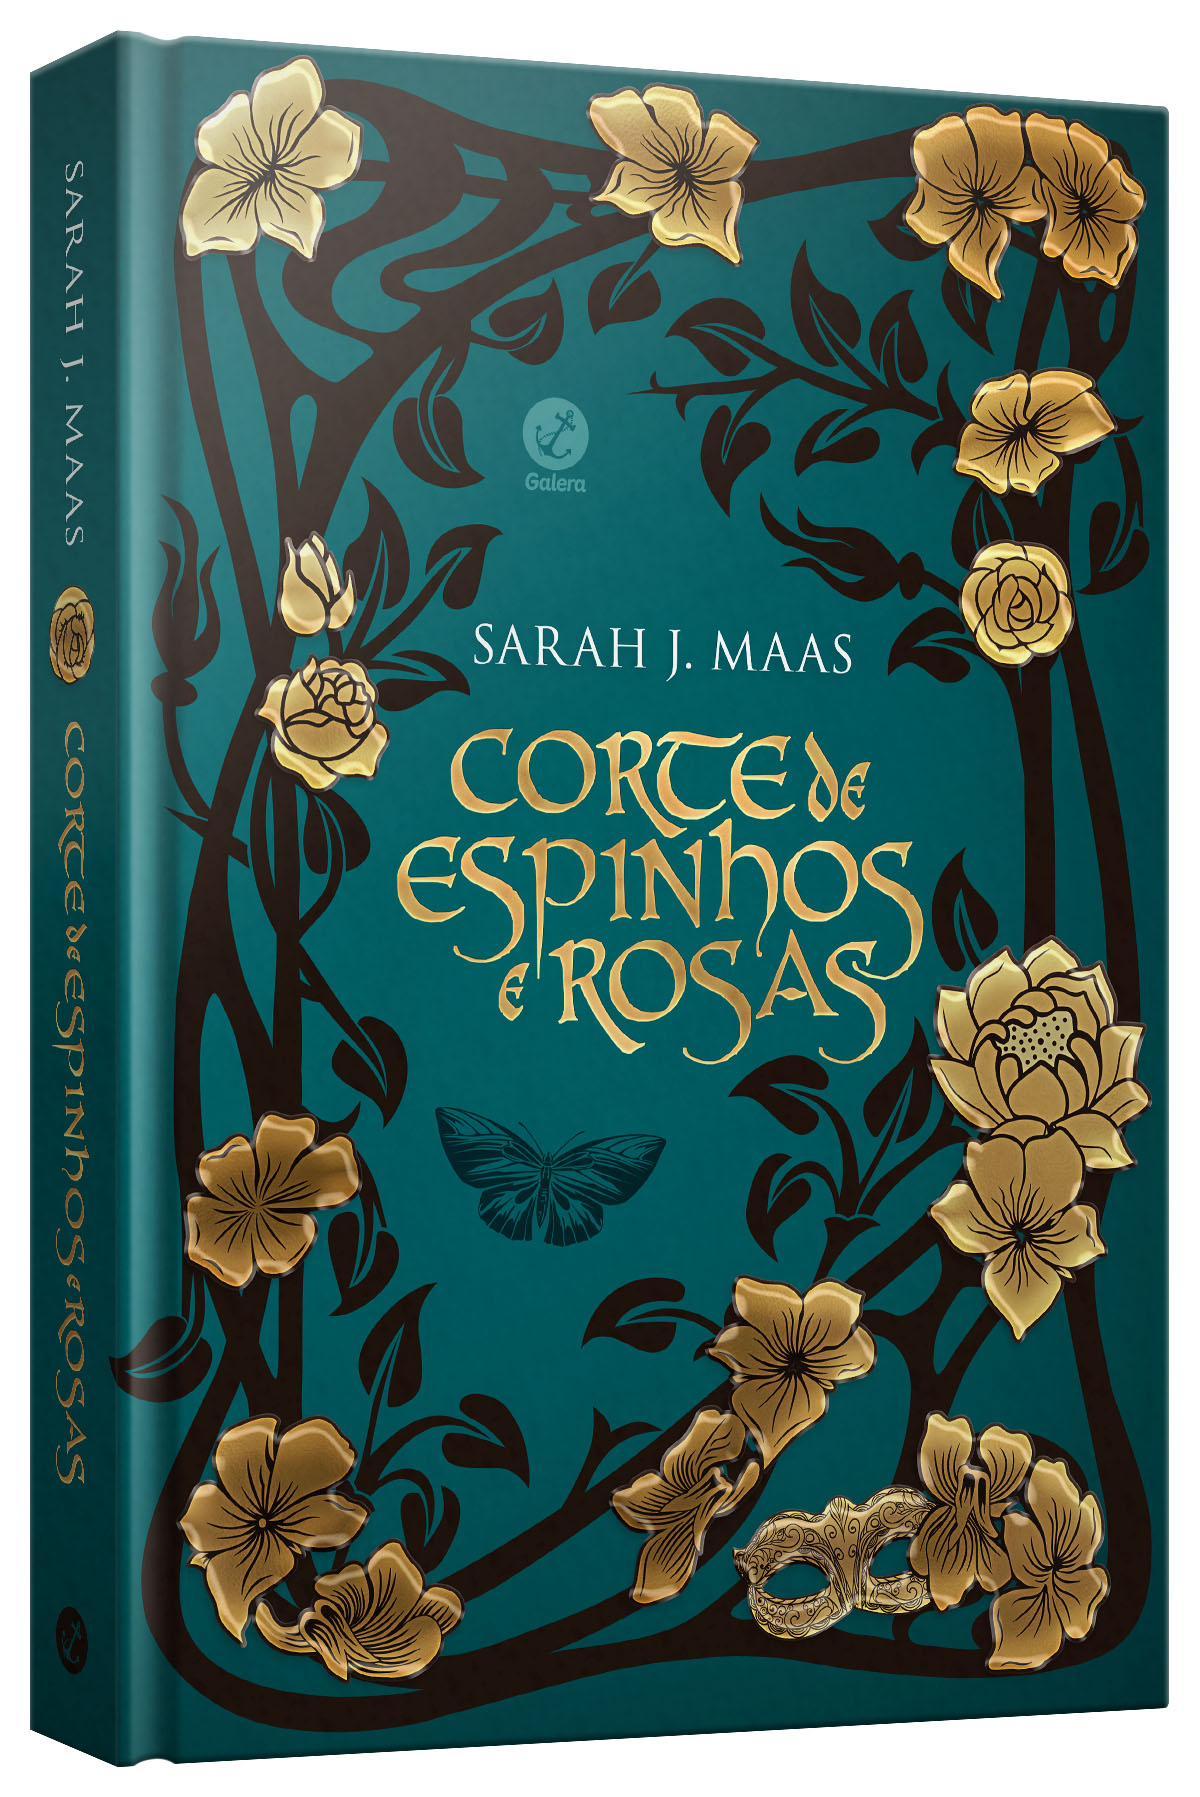 SARAH J. MAAS
CORTE de ESPINhOS e ROSAS
Galera
SARAH J. MAAS
CORTE de
ESPINhOS
e ROSAS